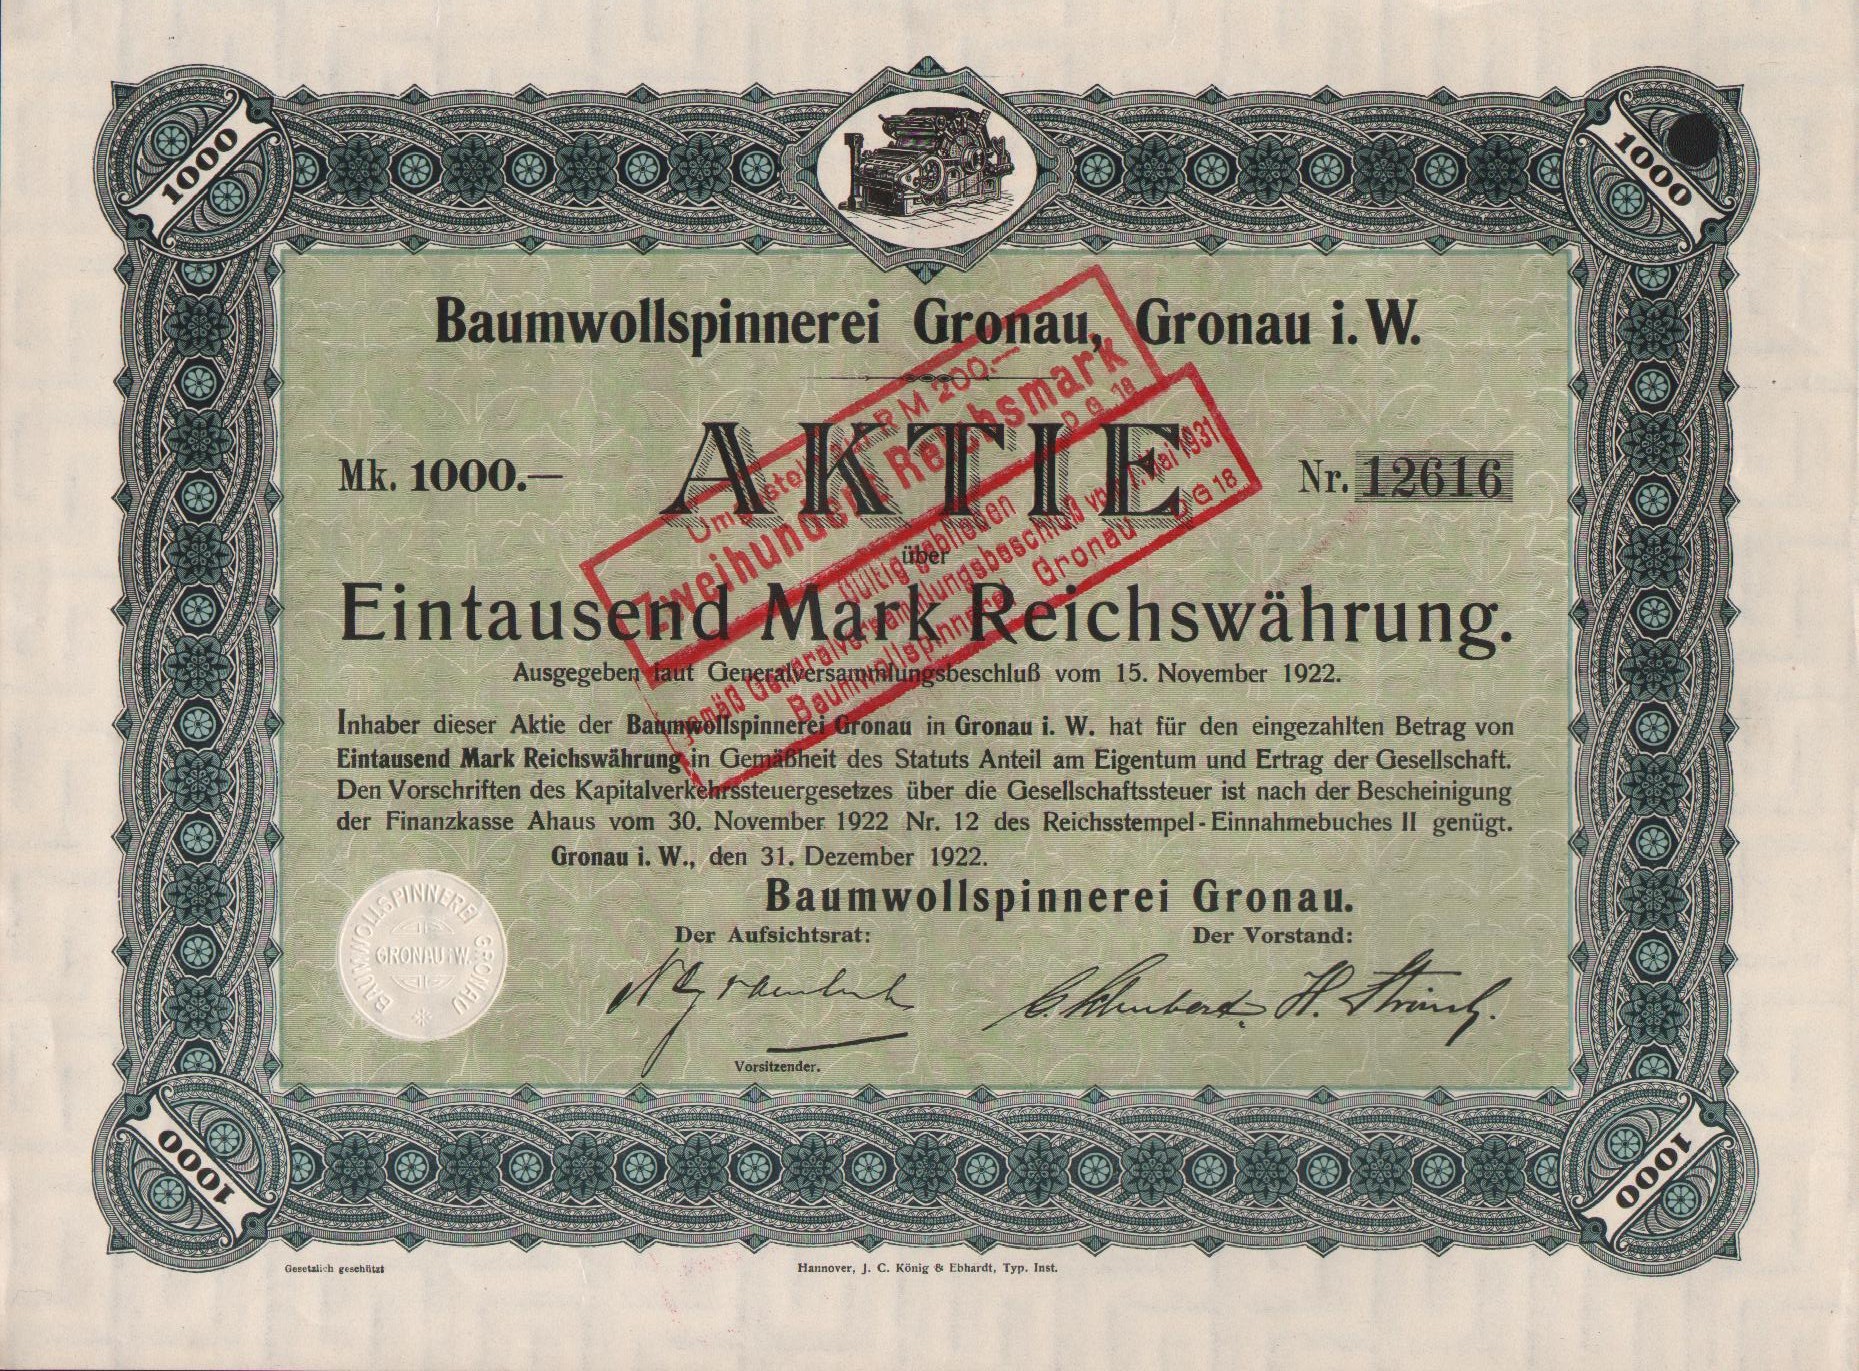 1000
1000
Baumwollspinnerei Gronau, Gronau i. W.
Mk. 1000.—
AKTIE
Nr. 12616
über
Eintausend Mark Reichswährung.
Ausgegeben laut Generalversammlungsbeschluß vom 15. November 1922.
Inhaber dieser Aktie der Baumwollspinnerei Gronau in Gronau i. W. hat für den eingezahlten Betrag von
Eintausend Mark Reichswährung in Gemäßheit des Statuts Anteil am Eigentum und Ertrag der Gesellschaft.
Den Vorschriften des Kapitalverkehrssteuergesetzes über die Gesellschaftssteuer ist nach der Bescheinigung
der Finanzkasse Ahaus vom 30. November 1922 Nr. 12 des Reichsstempel-Einnahmebuches II genügt.
Gronau i. W., den 31. Dezember 1922.
Baumwollspinnerei Gronau.
Der Aufsichtsrat:
Der Vorstand:
Vorsitzender.
BAUMWOLLSPINNEREI GRONAU
GRONAU i W.
Umgestellt auf RM 200.—
Zweihundert Reichsmark
D G 18
Gültig geblieben
gemäß Generalversammlungsbeschluß vom 1. Mai 1931
Baumwollspinnerei Gronau D G 18
1000
1000
Gesetzlich geschützt
Hannover, J. C. König & Ebhardt, Typ. Inst.